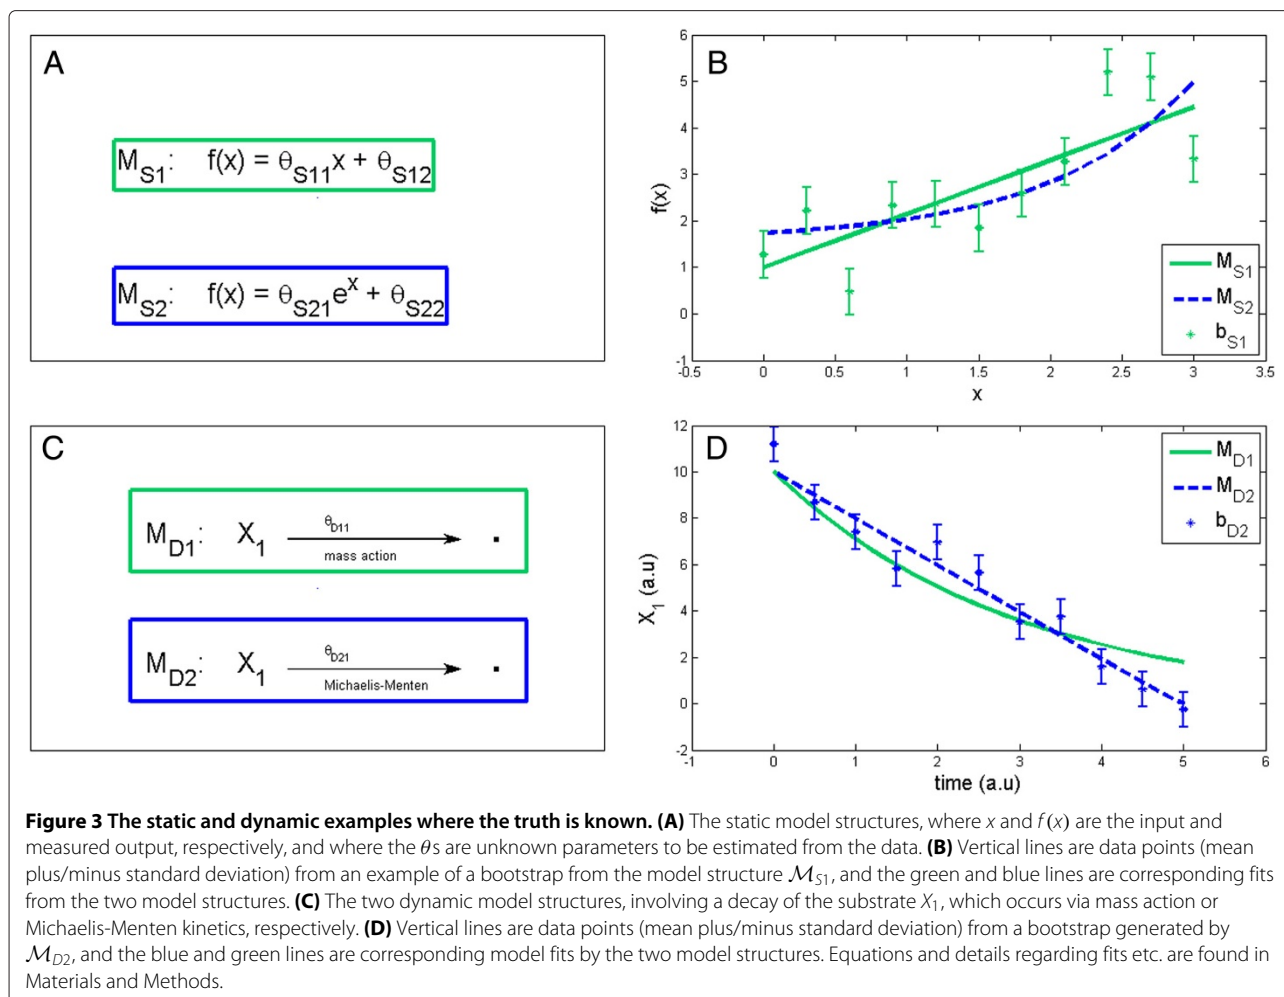 A
M_S1: f(x) = θ_S11 x + θ_S12
M_S2: f(x) = θ_S21 e^x + θ_S22
B
6
5
4
3
2
1
0
-1
f(x)
-0.5 0 0.5 1 1.5 2 2.5 3 3.5
x
M_S1
M_S2
b_S1
C
M_D1: X_1 θ_D11 mass action .
M_D2: X_1 θ_D21 Michaelis-Menten .
D
12
10
8
6
4
2
0
-2
X_1 (a.u)
-1 0 1 2 3 4 5 6
time (a.u)
M_D1
M_D2
b_D2
Figure 3 The static and dynamic examples where the truth is known. (A) The static model structures, where x and f(x) are the input and
measured output, respectively, and where the θs are unknown parameters to be estimated from the data. (B) Vertical lines are data points (mean
plus/minus standard deviation) from an example of a bootstrap from the model structure M_S1, and the green and blue lines are corresponding fits
from the two model structures. (C) The two dynamic model structures, involving a decay of the substrate X_1, which occurs via mass action or
Michaelis-Menten kinetics, respectively. (D) Vertical lines are data points (mean plus/minus standard deviation) from a bootstrap generated by
M_D2, and the blue and green lines are corresponding model fits by the two model structures. Equations and details regarding fits etc. are found in
Materials and Methods.